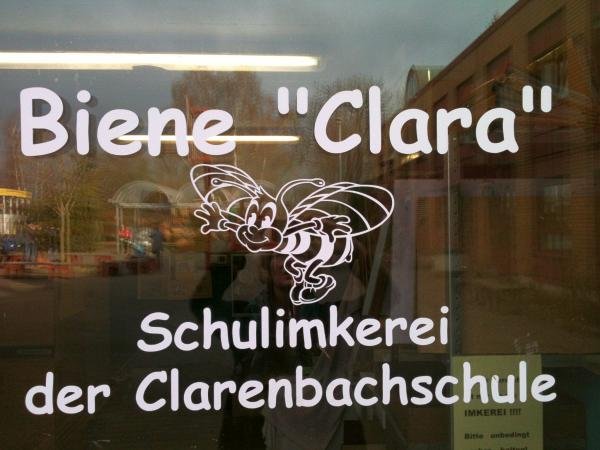 Biene "Clara"
Schulimkerei
der Clarenbachschule
IMKEREI !!!!
Bitte unbedingt